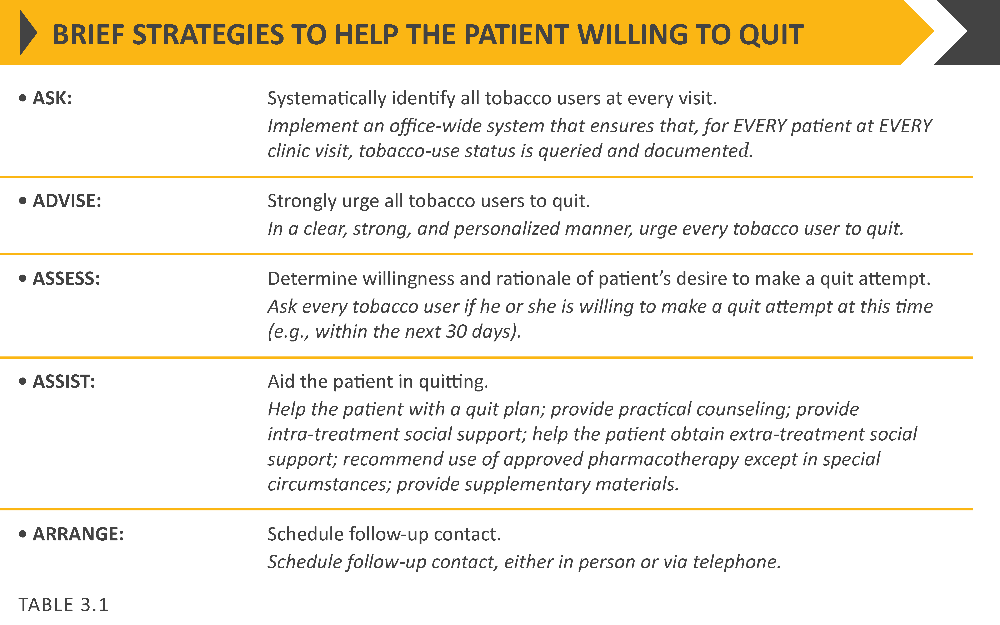 BRIEF STRATEGIES TO HELP THE PATIENT WILLING TO QUIT
• ASK:
Systematically identify all tobacco users at every visit.
Implement an office-wide system that ensures that, for EVERY patient at EVERY
clinic visit, tobacco-use status is queried and documented.
• ADVISE:
Strongly urge all tobacco users to quit.
In a clear, strong, and personalized manner, urge every tobacco user to quit.
• ASSESS:
Determine willingness and rationale of patient’s desire to make a quit attempt.
Ask every tobacco user if he or she is willing to make a quit attempt at this time
(e.g., within the next 30 days).
• ASSIST:
Aid the patient in quitting.
Help the patient with a quit plan; provide practical counseling; provide
intra-treatment social support; help the patient obtain extra-treatment social
support; recommend use of approved pharmacotherapy except in special
circumstances; provide supplementary materials.
• ARRANGE:
Schedule follow-up contact.
Schedule follow-up contact, either in person or via telephone.
TABLE 3.1